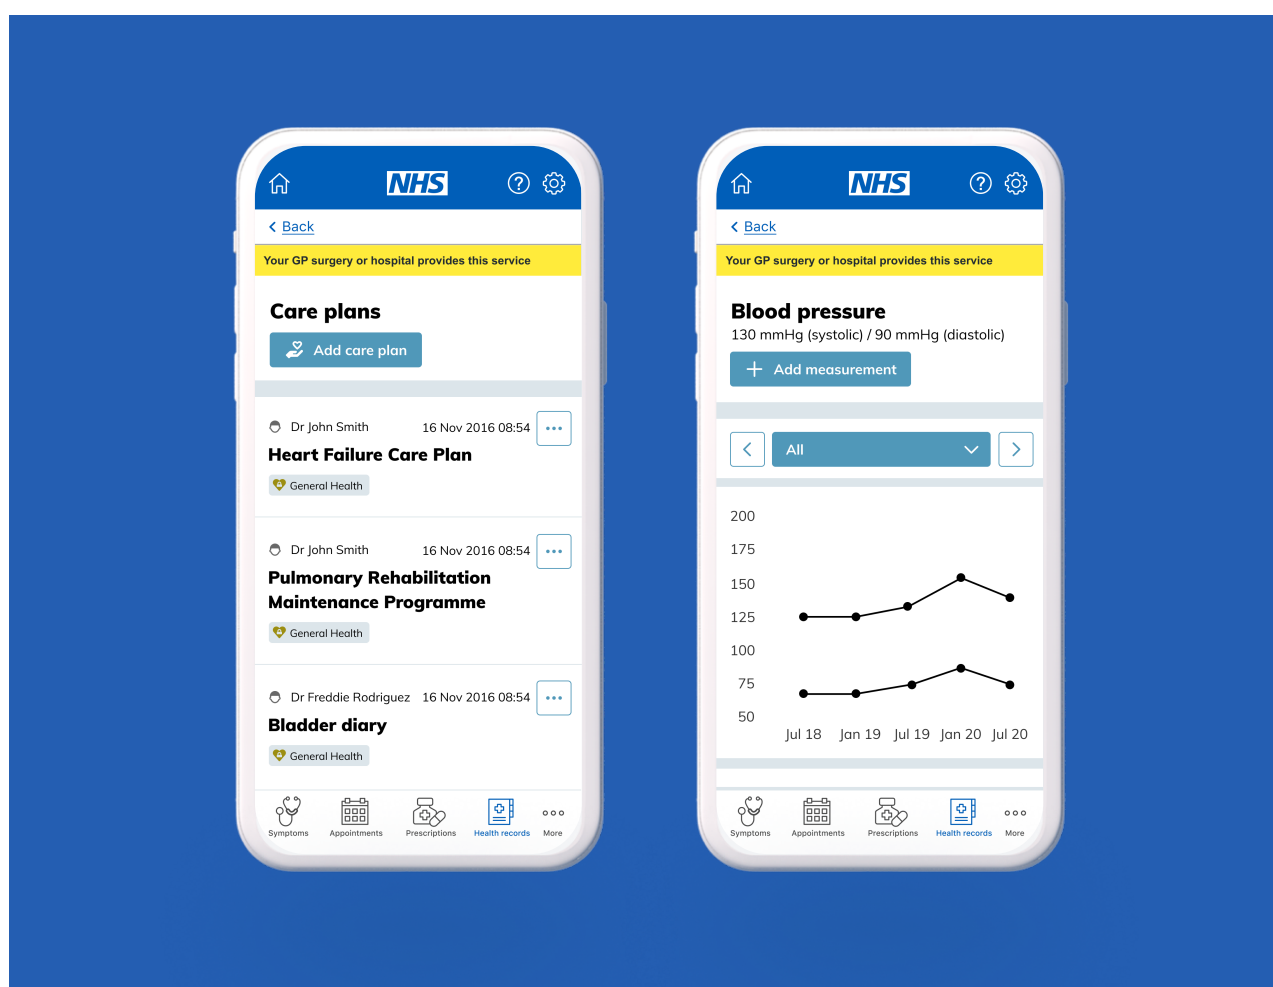 NHS
Back
Your GP surgery or hospital provides this service
Care plans
Add care plan
Dr John Smith 16 Nov 2016 08:54
Heart Failure Care Plan
General Health
Dr John Smith 16 Nov 2016 08:54
Pulmonary Rehabilitation
Maintenance Programme
General Health
Dr Freddie Rodriguez 16 Nov 2016 08:54
Bladder diary
General Health
Symptoms Appointments Prescriptions Health records More
NHS
Back
Your GP surgery or hospital provides this service
Blood pressure
130 mmHg (systolic) / 90 mmHg (diastolic)
Add measurement
All
200
175
150
125
100
75
50
Jul 18 Jan 19 Jul 19 Jan 20 Jul 20
Symptoms Appointments Prescriptions Health records More